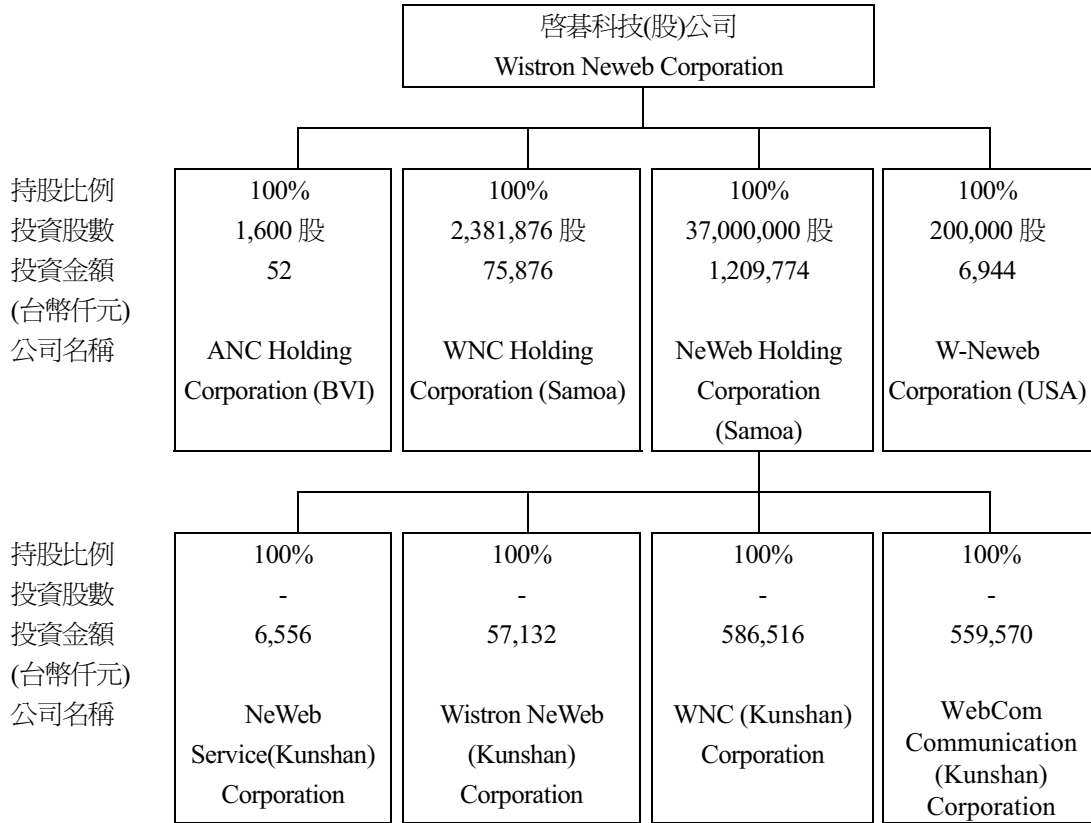 啓碁科技(股)公司
Wistron Neweb Corporation
持股比例 100% 100% 100% 100%
投資股數 1,600 股 2,381,876 股 37,000,000 股 200,000 股
投資金額 52 75,876 1,209,774 6,944
(台幣仟元)
公司名稱 ANC Holding WNC Holding NeWeb Holding W-Neweb
Corporation (BVI) Corporation (Samoa) Corporation Corporation (USA)
(Samoa)
持股比例 100% 100% 100% 100%
投資股數 - - - -
投資金額 6,556 57,132 586,516 559,570
(台幣仟元)
公司名稱 NeWeb Wistron NeWeb WNC (Kunshan) WebCom
Service(Kunshan) (Kunshan) Corporation Communication
Corporation Corporation (Kunshan)
Corporation